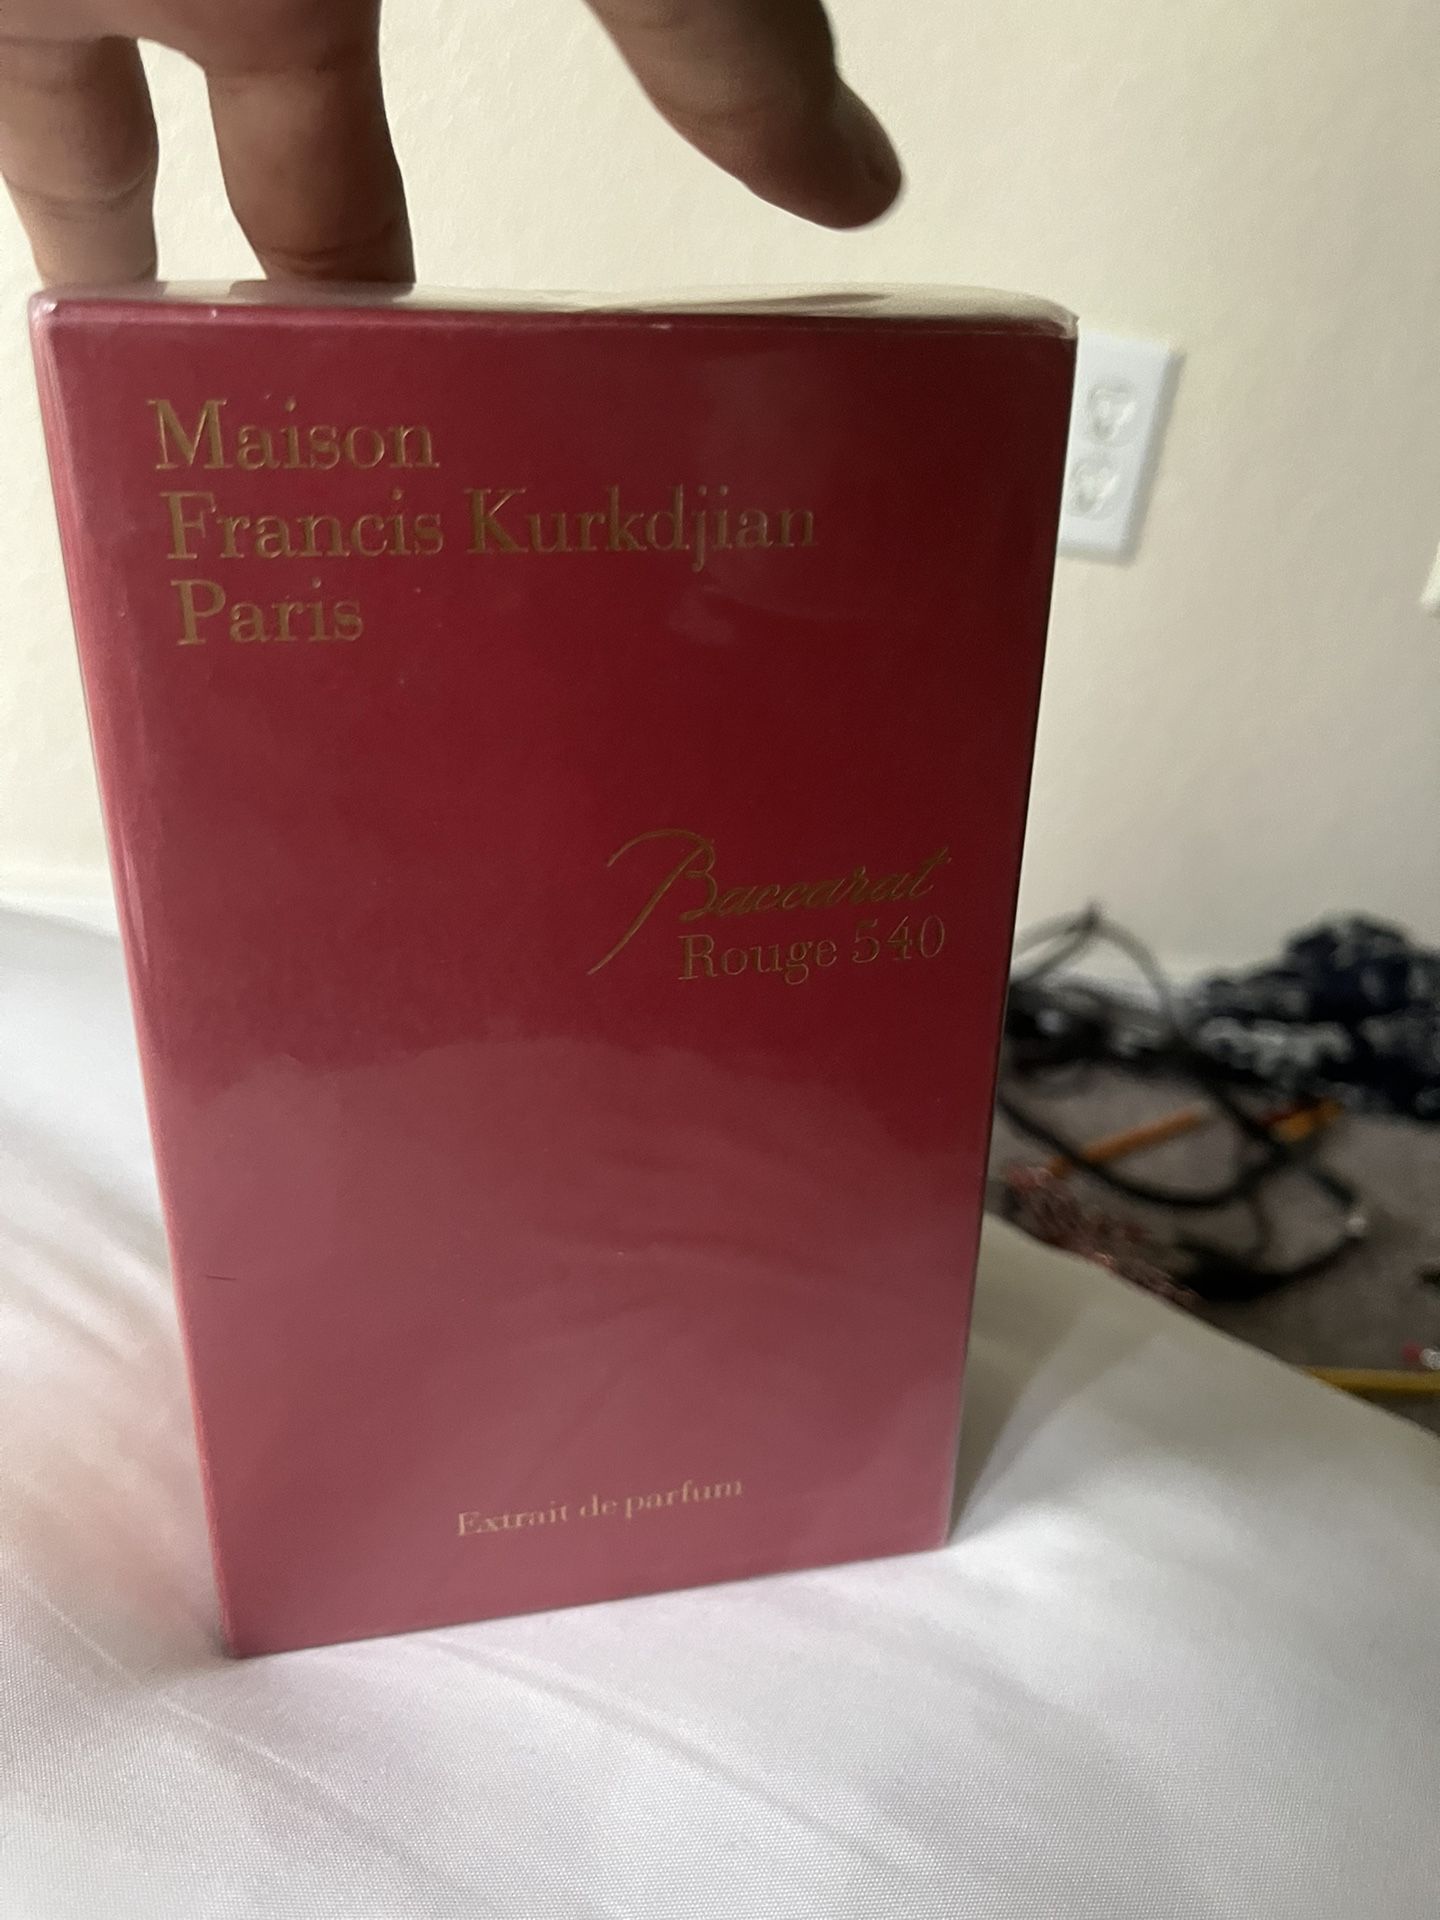 Maison
Francis Kurkdjian
Paris
Baccarat
Rouge 540
Extrait de parfum